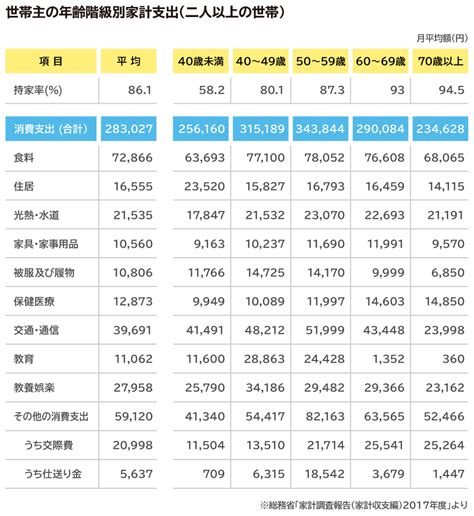 世帯主の年齢階級別家計支出（二人以上の世帯）
月平均額(円)
項 目 平 均 40歳未満 40～49歳 50～59歳 60～69歳 70歳以上
持家率(%) 86.1 58.2 80.1 87.3 93 94.5
消費支出 (合計) 283,027 256,160 315,189 343,844 290,084 234,628
食料 72,866 63,693 77,100 78,052 76,608 68,065
住居 16,555 23,520 15,827 16,793 16,459 14,115
光熱・水道 21,535 17,847 21,532 23,070 22,693 21,191
家具・家事用品 10,560 9,163 10,237 11,690 11,991 9,570
被服及び履物 10,806 11,766 14,725 14,170 9,999 6,850
保健医療 12,873 9,949 10,089 11,997 14,603 14,850
交通・通信 39,691 41,491 48,212 51,999 43,448 23,998
教育 11,062 11,600 28,863 24,428 1,352 360
教養娯楽 27,958 25,790 34,186 29,482 29,366 23,162
その他の消費支出 59,120 41,340 54,417 82,163 63,565 52,466
うち交際費 20,998 11,504 13,510 21,714 25,541 25,264
うち仕送り金 5,637 709 6,315 18,542 3,679 1,447
※総務省「家計調査報告(家計収支編)2017年度」より